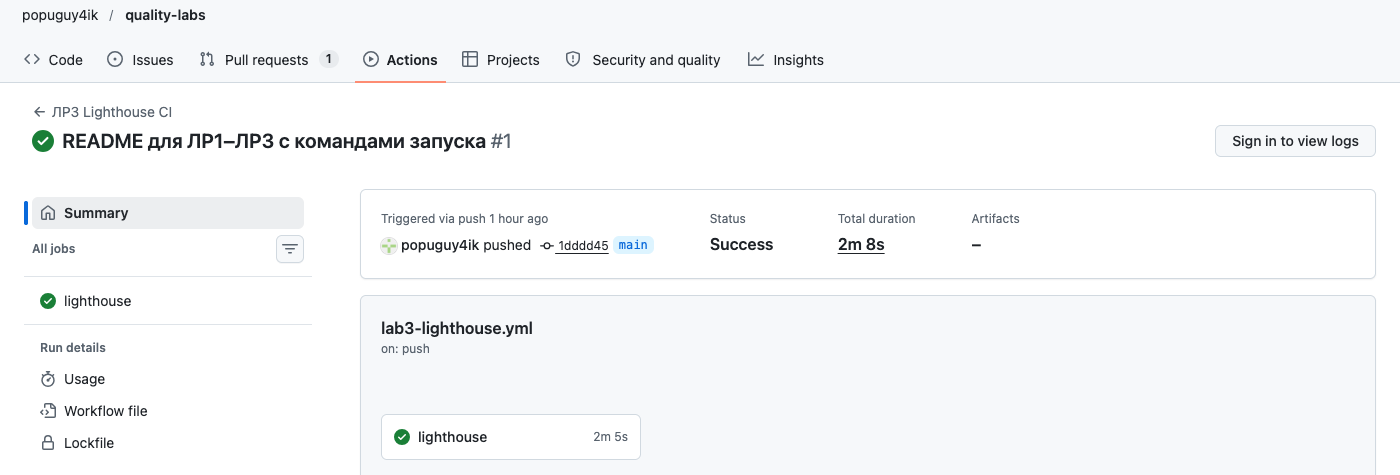 popuguy4ik / quality-labs
Code Issues Pull requests 1 Actions Projects Security and quality Insights
← ЛР3 Lighthouse CI
README для ЛР1–ЛР3 с командами запуска #1
Sign in to view logs
Summary
All jobs
lighthouse
Run details
Usage
Workflow file
Lockfile
Triggered via push 1 hour ago
popuguy4ik pushed 1dddd45 main
Status
Success
Total duration
2m 8s
Artifacts
–
lab3-lighthouse.yml
on: push
lighthouse 2m 5s